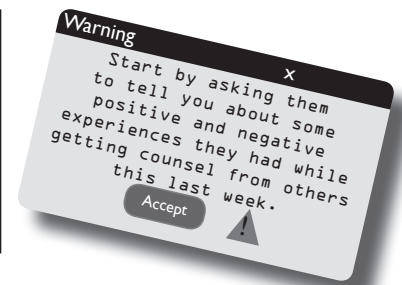 Warning
x
Start by asking them
to tell you about some
positive and negative
experiences they had while
getting counsel from others
this last week.
Accept
!